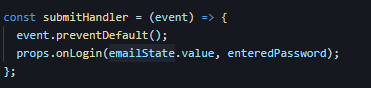 const submitHandler = (event) => {
  event.preventDefault();
  props.onLogin(emailState.value, enteredPassword);
};